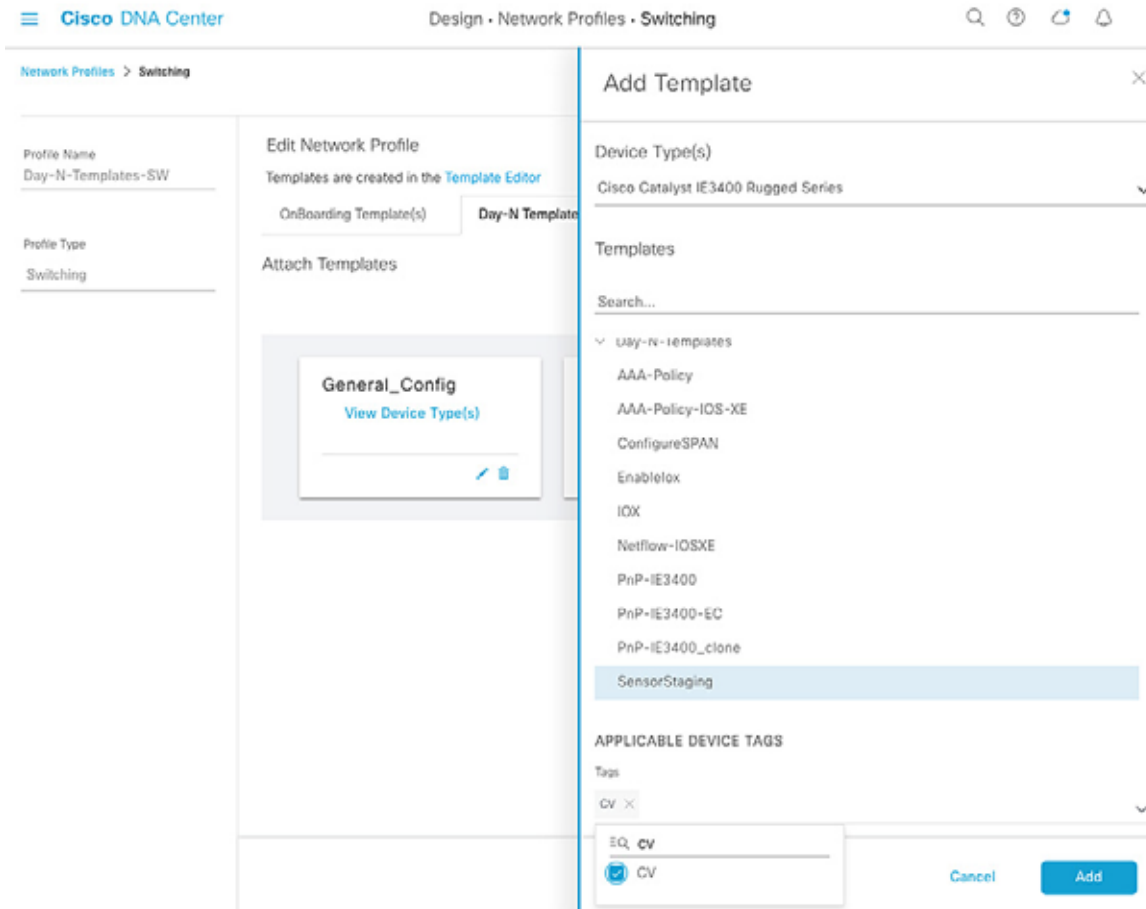 Cisco DNA Center
Design · Network Profiles · Switching
Network Profiles > Switching
Profile Name
Day-N-Templates-SW
Profile Type
Switching
Edit Network Profile
Templates are created in the Template Editor
OnBoarding Template(s)
Day-N Template
Attach Templates
General_Config
View Device Type(s)
Add Template
Device Type(s)
Cisco Catalyst IE3400 Rugged Series
Templates
Search...
Day-N-Templates
AAA-Policy
AAA-Policy-IOS-XE
ConfigureSPAN
EnableIox
IOX
Netflow-IOSXE
PnP-IE3400
PnP-IE3400-EC
PnP-IE3400_clone
SensorStaging
APPLICABLE DEVICE TAGS
Tags
CV
CV
CV
Cancel
Add